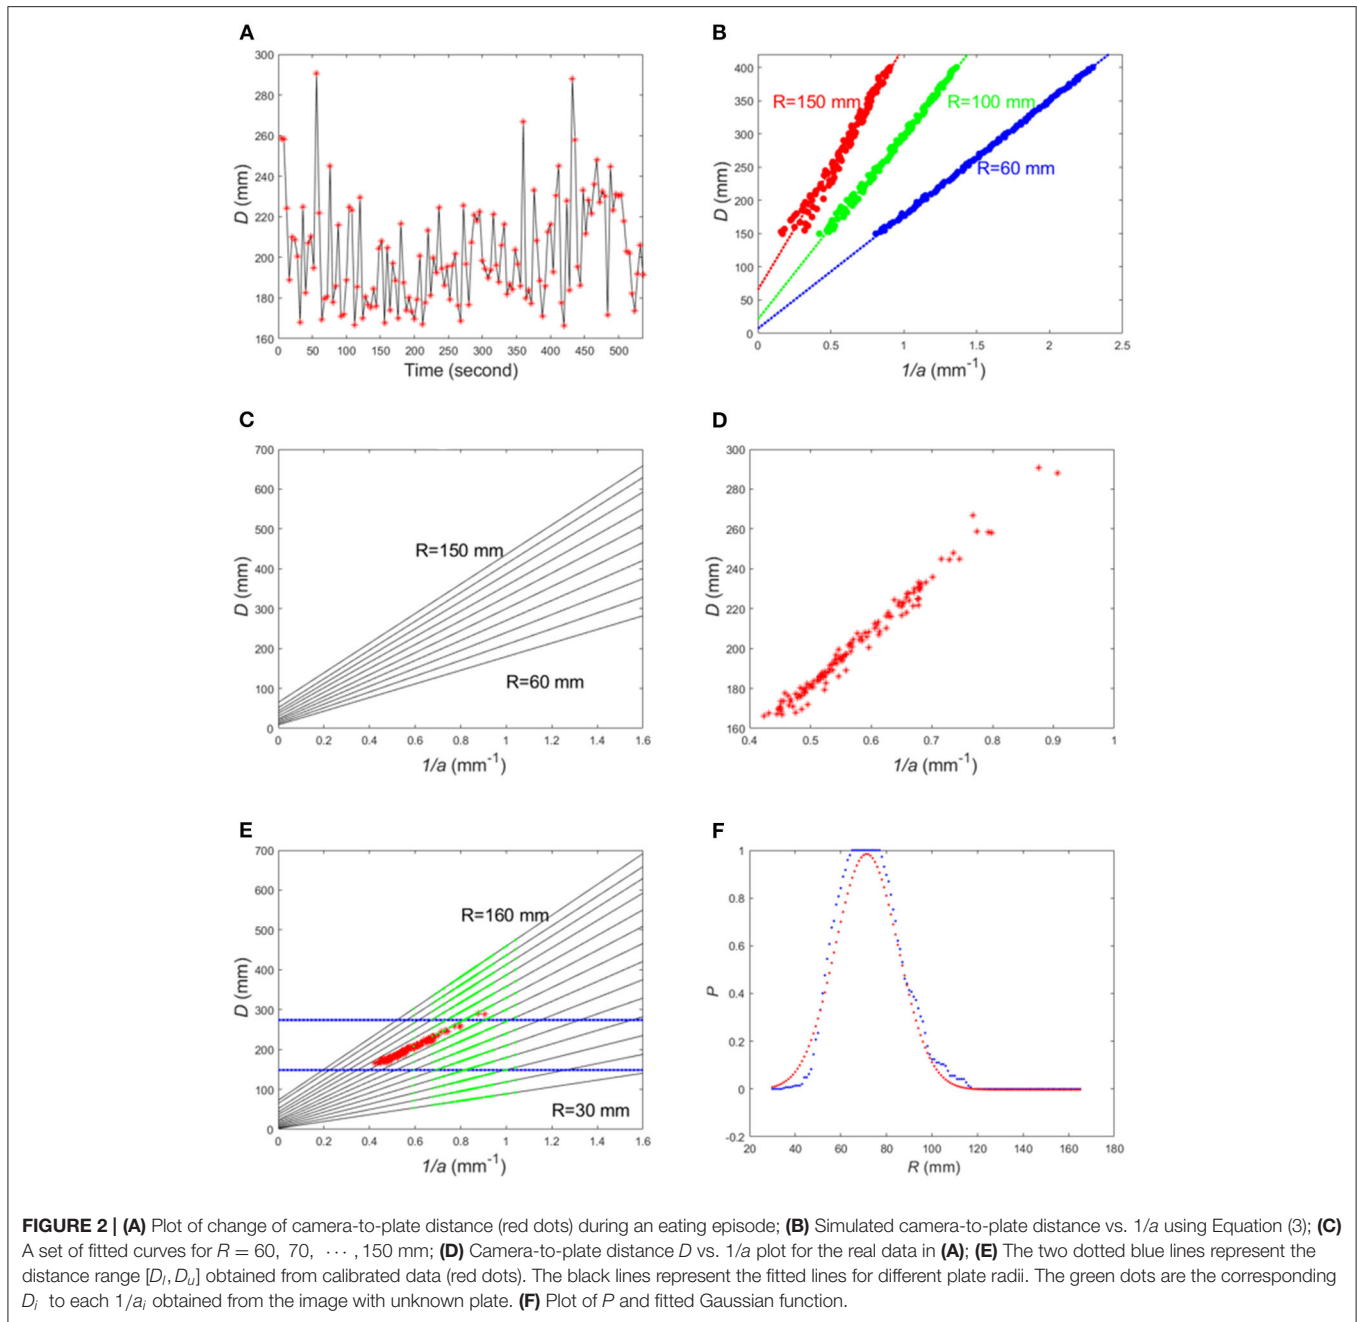 A
300
280
260
240
220
200
180
160
D (mm)
0 50 100 150 200 250 300 350 400 450 500
Time (second)
B
400
350
300
250
200
150
100
50
0
D (mm)
R=150 mm
R=100 mm
R=60 mm
0 0.5 1 1.5 2 2.5
1/a (mm-1)
C
700
600
500
400
300
200
100
0
D (mm)
R=150 mm
R=60 mm
0 0.2 0.4 0.6 0.8 1 1.2 1.4 1.6
1/a (mm-1)
D
300
280
260
240
220
200
180
160
D (mm)
0.4 0.5 0.6 0.7 0.8 0.9 1
1/a (mm-1)
E
700
600
500
400
300
200
100
0
D (mm)
R=160 mm
R=30 mm
0 0.2 0.4 0.6 0.8 1 1.2 1.4 1.6
1/a (mm-1)
F
1
0.8
0.6
0.4
0.2
0
-0.2
P
20 40 60 80 100 120 140 160 180
R (mm)
FIGURE 2 | (A) Plot of change of camera-to-plate distance (red dots) during an eating episode; (B) Simulated camera-to-plate distance vs. 1/a using Equation (3); (C)
A set of fitted curves for R = 60, 70, ⋯ , 150 mm; (D) Camera-to-plate distance D vs. 1/a plot for the real data in (A); (E) The two dotted blue lines represent the
distance range [Dl, Du] obtained from calibrated data (red dots). The black lines represent the fitted lines for different plate radii. The green dots are the corresponding
Di to each 1/ai obtained from the image with unknown plate. (F) Plot of P and fitted Gaussian function.